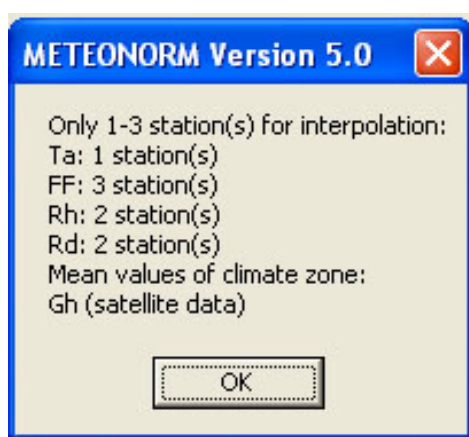 METEONORM Version 5.0
Only 1-3 station(s) for interpolation:
Ta: 1 station(s)
FF: 3 station(s)
Rh: 2 station(s)
Rd: 2 station(s)
Mean values of climate zone:
Gh (satellite data)
OK